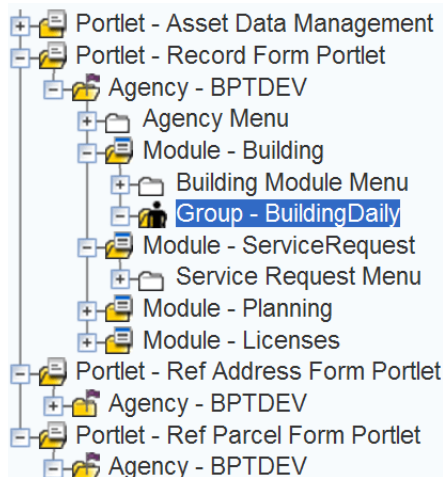 Portlet - Asset Data Management
Portlet - Record Form Portlet
Agency - BPTDEV
Agency Menu
Module - Building
Building Module Menu
Group - BuildingDaily
Module - ServiceRequest
Service Request Menu
Module - Planning
Module - Licenses
Portlet - Ref Address Form Portlet
Agency - BPTDEV
Portlet - Ref Parcel Form Portlet
Agency - BPTDEV